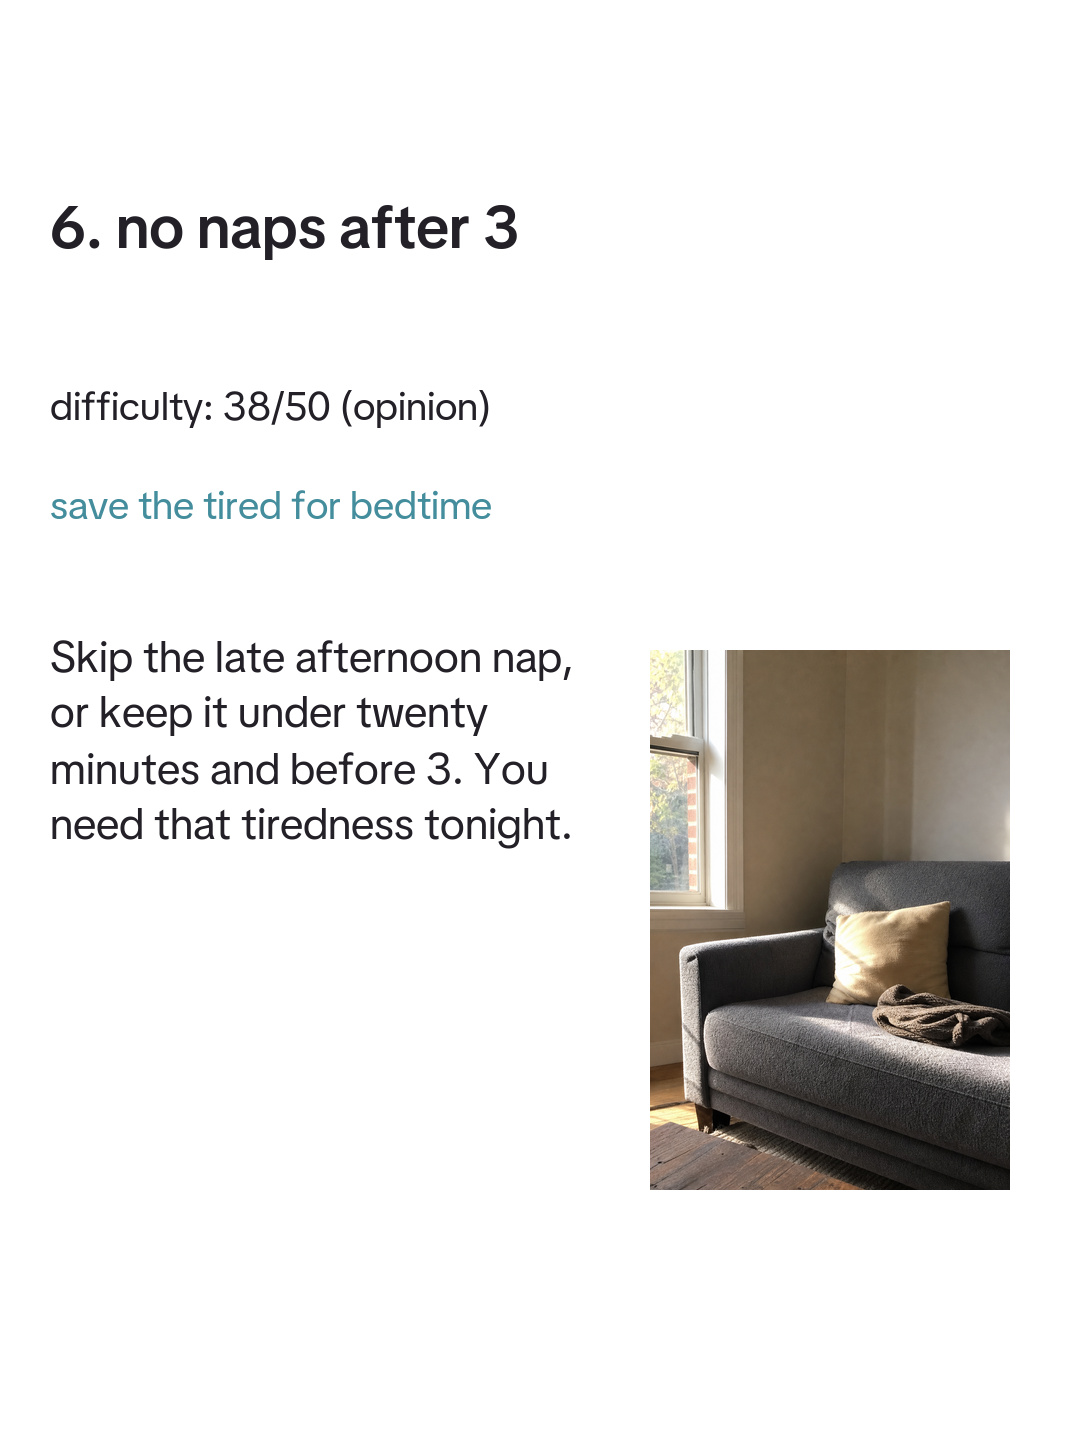 6. no naps after 3
difficulty: 38/50 (opinion)
save the tired for bedtime
Skip the late afternoon nap,
or keep it under twenty
minutes and before 3. You
need that tiredness tonight.